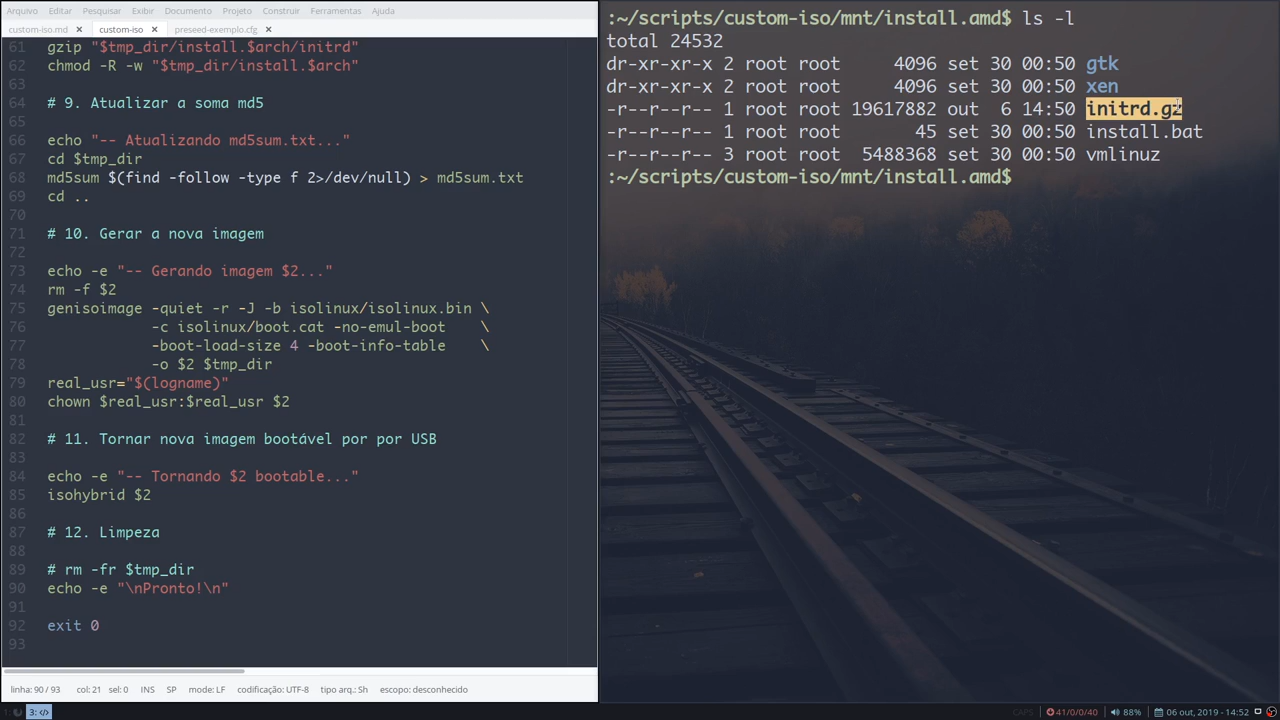 Arquivo Editar Pesquisar Exibir Documento Projeto Construir Ferramentas Ajuda
custom-iso.md × custom-iso × preseed-exemplo.cfg ×
61 gzip "$tmp_dir/install.$arch/initrd"
62 chmod -R -w "$tmp_dir/install.$arch"
63
64 # 9. Atualizar a soma md5
65
66 echo "-- Atualizando md5sum.txt..."
67 cd $tmp_dir
68 md5sum $(find -follow -type f 2>/dev/null) > md5sum.txt
69 cd ..
70
71 # 10. Gerar a nova imagem
72
73 echo -e "-- Gerando imagem $2..."
74 rm -f $2
75 genisoimage -quiet -r -J -b isolinux/isolinux.bin \
76 -c isolinux/boot.cat -no-emul-boot \
77 -boot-load-size 4 -boot-info-table \
78 -o $2 $tmp_dir
79 real_usr="$(logname)"
80 chown $real_usr:$real_usr $2
81
82 # 11. Tornar nova imagem bootável por por USB
83
84 echo -e "-- Tornando $2 bootable..."
85 isohybrid $2
86
87 # 12. Limpeza
88
89 # rm -fr $tmp_dir
90 echo -e "\nPronto!\n"
91
92 exit 0
93
linha: 90 / 93 col: 21 sel: 0 INS SP mode: LF codificação: UTF-8 tipo arq.: Sh escopo: desconhecido
:~/scripts/custom-iso/mnt/install.amd$ ls -l
total 24532
dr-xr-xr-x 2 root root 4096 set 30 00:50 gtk
dr-xr-xr-x 2 root root 4096 set 30 00:50 xen
-r--r--r-- 1 root root 19617882 out 6 14:50 initrd.gz
-r--r--r-- 1 root root 45 set 30 00:50 install.bat
-r--r--r-- 3 root root 5488368 set 30 00:50 vmlinuz
:~/scripts/custom-iso/mnt/install.amd$
1: 3: </> CAPS 41/0/0/40 88% 06 out, 2019 - 14:52